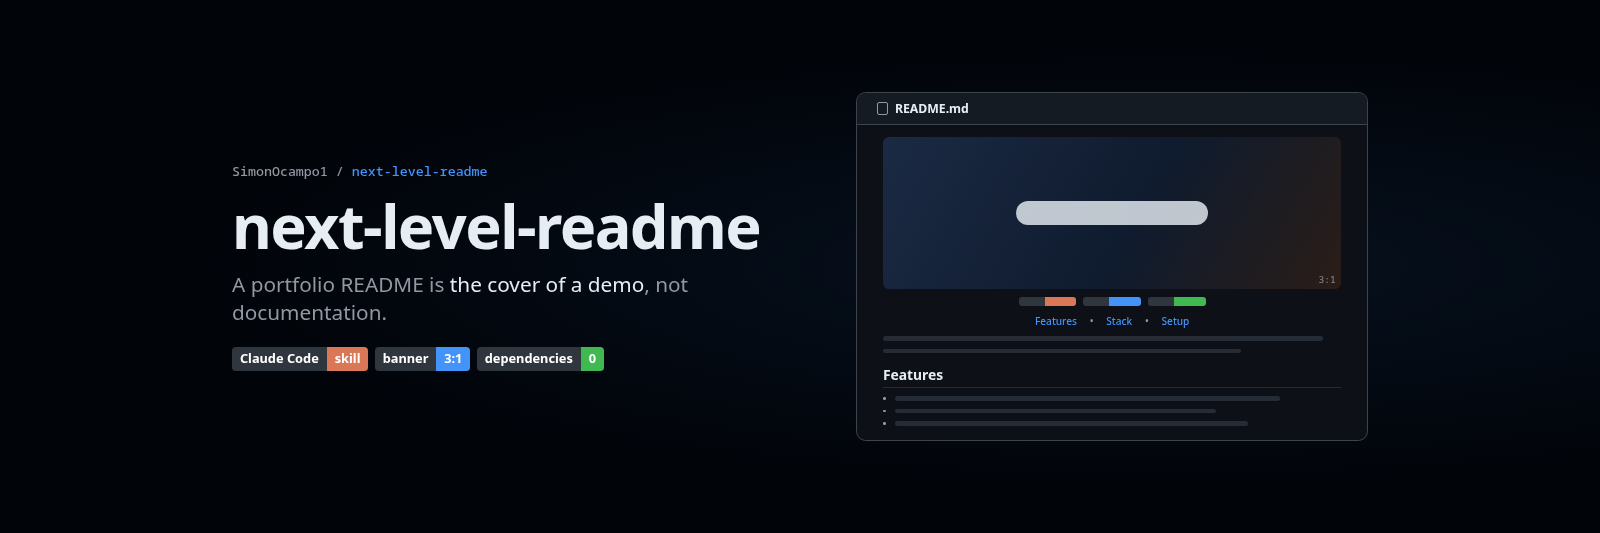 SimonOcampo1 / next-level-readme
next-level-readme
A portfolio README is the cover of a demo, not
documentation.
Claude Code skill banner 3:1 dependencies 0
README.md
3:1
Features • Stack • Setup
Features